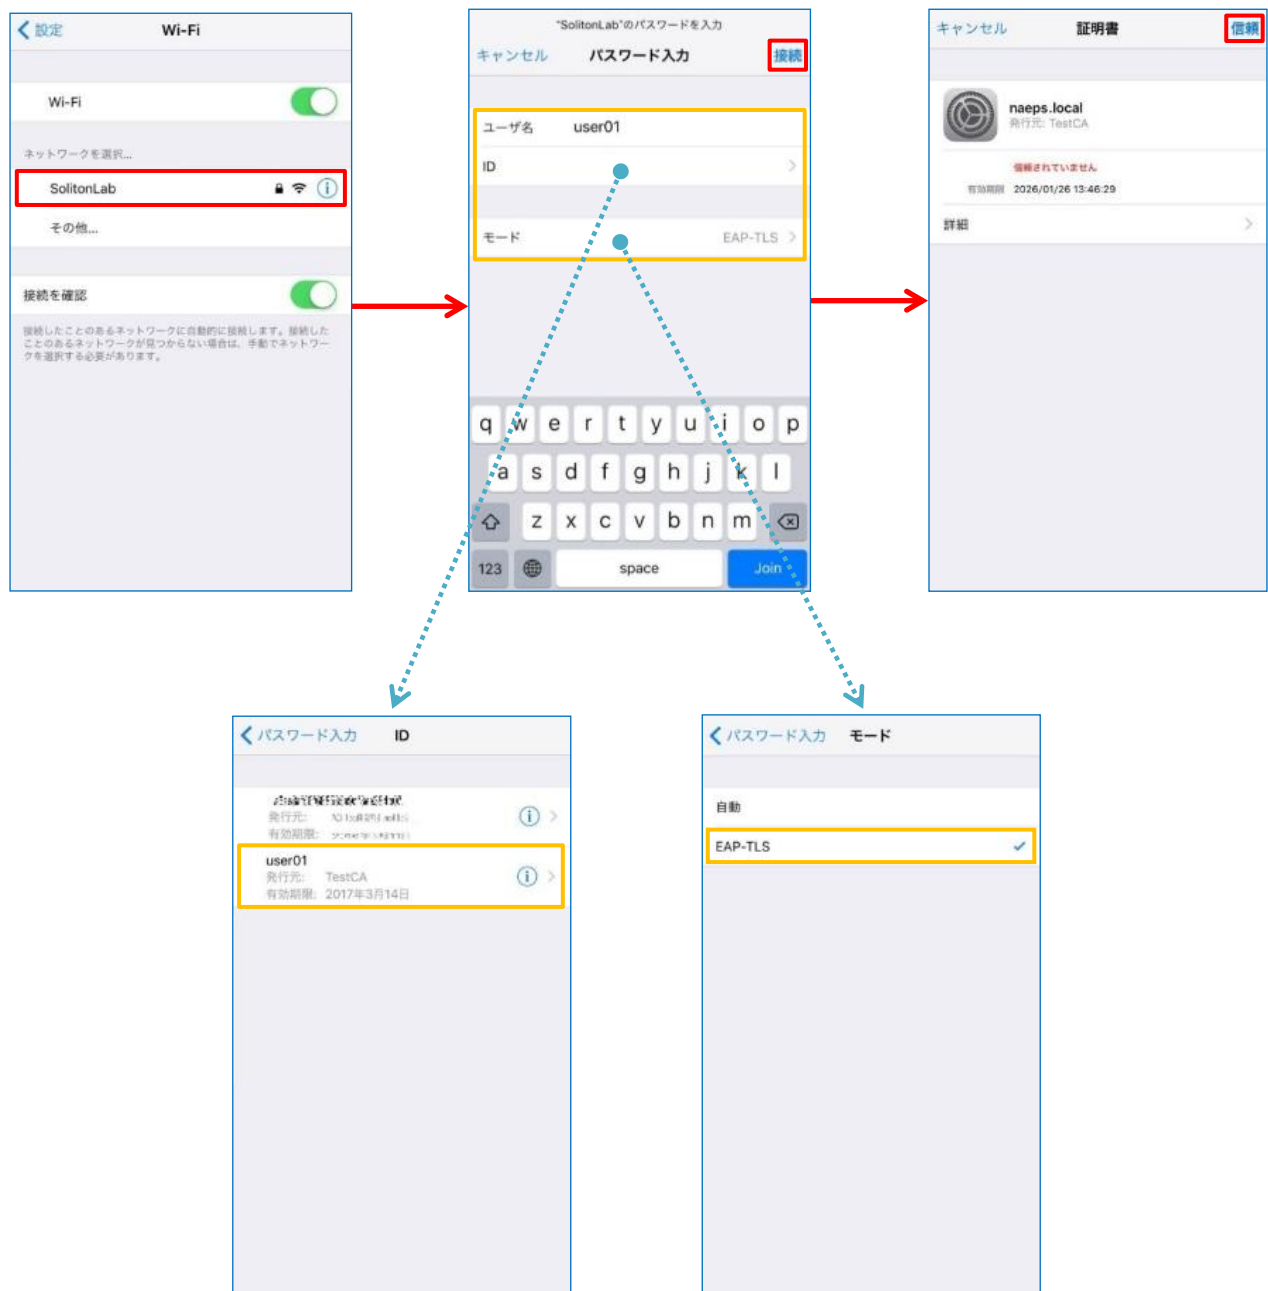 設定
Wi-Fi
Wi-Fi
ネットワークを選択...
SolitonLab
その他...
接続を確認
接続したことのあるネットワークに自動的に接続します。接続した
ことのあるネットワークが見つからない場合は、手動でネットワー
クを選択する必要があります。
"SolitonLab"のパスワードを入力
キャンセル
パスワード入力
接続
ユーザ名
user01
ID
モード
EAP-TLS
q w e r t y u i o p
a s d f g h j k l
z x c v b n m
123
space
Join
キャンセル
証明書
信頼
naeps.local
発行元: TestCA
信頼されていません
有効期限 2026/01/26 13:46:29
詳細
パスワード入力
ID
発行元:
有効期限:
user01
発行元: TestCA
有効期限: 2017年3月14日
パスワード入力
モード
自動
EAP-TLS